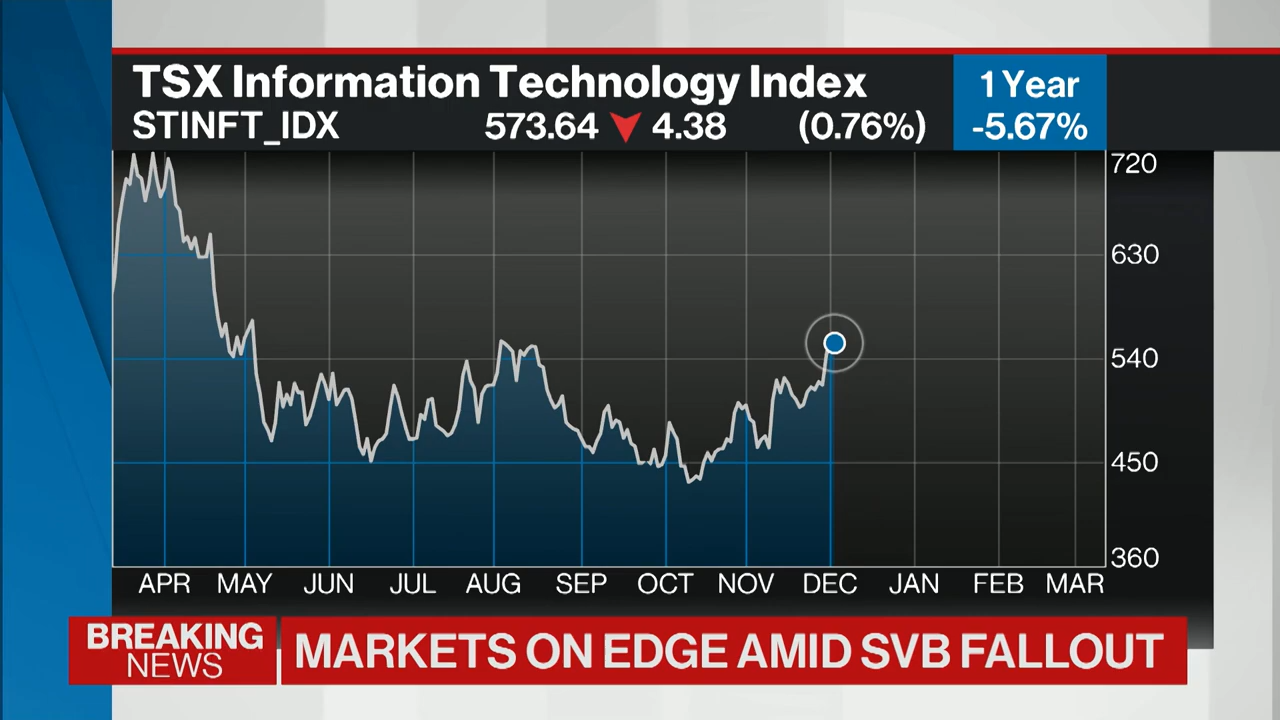 TSX Information Technology Index
STINFT_IDX 573.64 4.38 (0.76%)
1 Year
-5.67%
720
630
540
450
360
APR MAY JUN JUL AUG SEP OCT NOV DEC JAN FEB MAR
BREAKING
NEWS
MARKETS ON EDGE AMID SVB FALLOUT